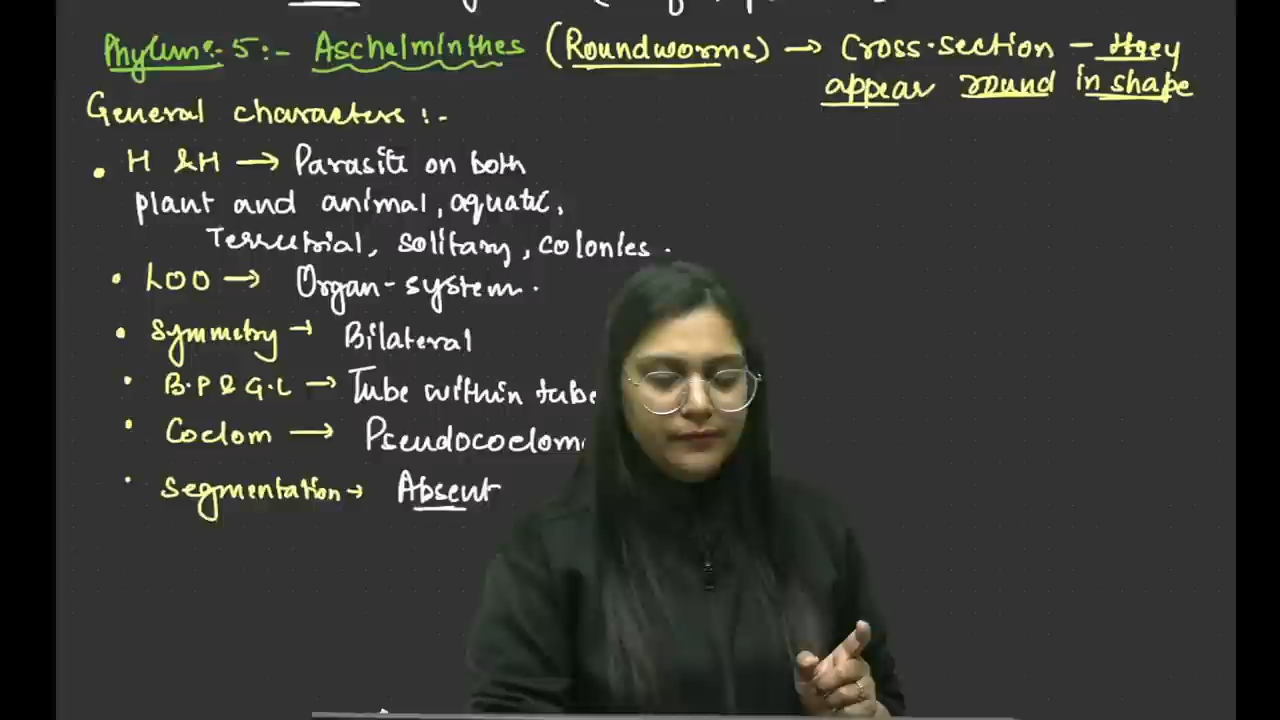 Phylum:- 5:- Aschelminthes (Roundworms) → Cross-section - they
appear round in shape
General characters :-
• H &H → Parasite on both
plant and animal, aquatic,
Terrestrial, solitary, colonies.
• LOO → Organ-system.
• Symmetry → Bilateral
• B.P & G.L → Tube within tube
• Coelom → Pseudocoelom
• Segmentation → Absent